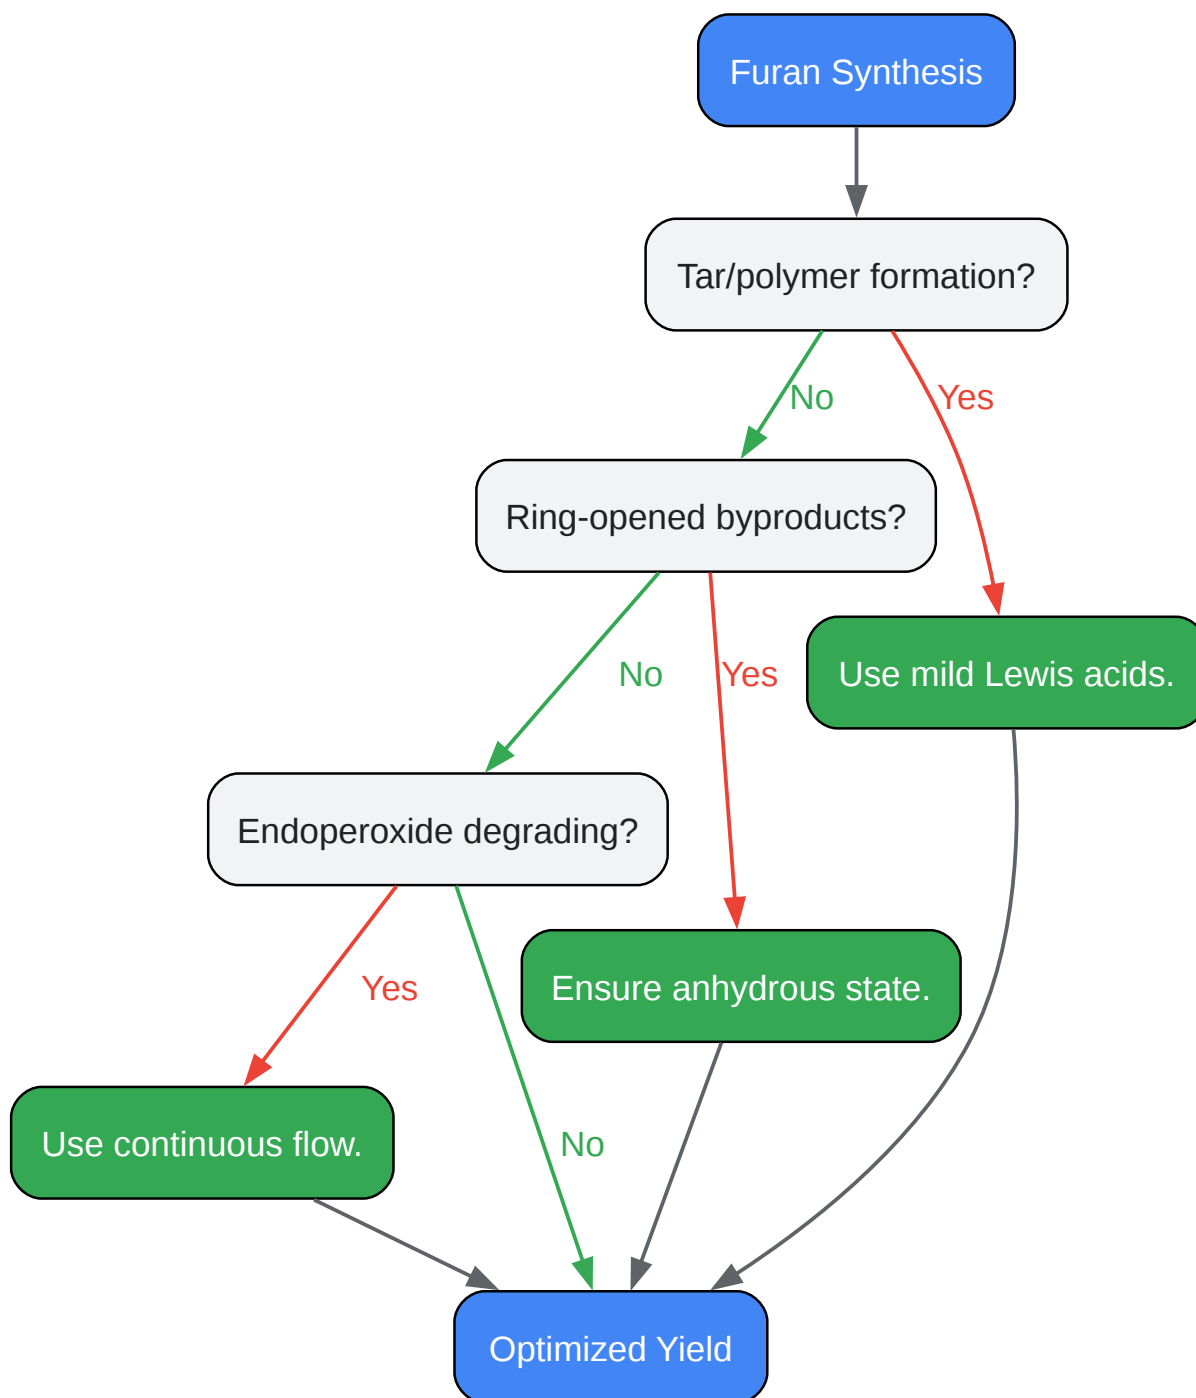 Furan Synthesis
Tar/polymer formation?
No
Yes
Ring-opened byproducts?
No
Yes
Use mild Lewis acids.
Endoperoxide degrading?
Yes
Ensure anhydrous state.
Use continuous flow.
No
Optimized Yield